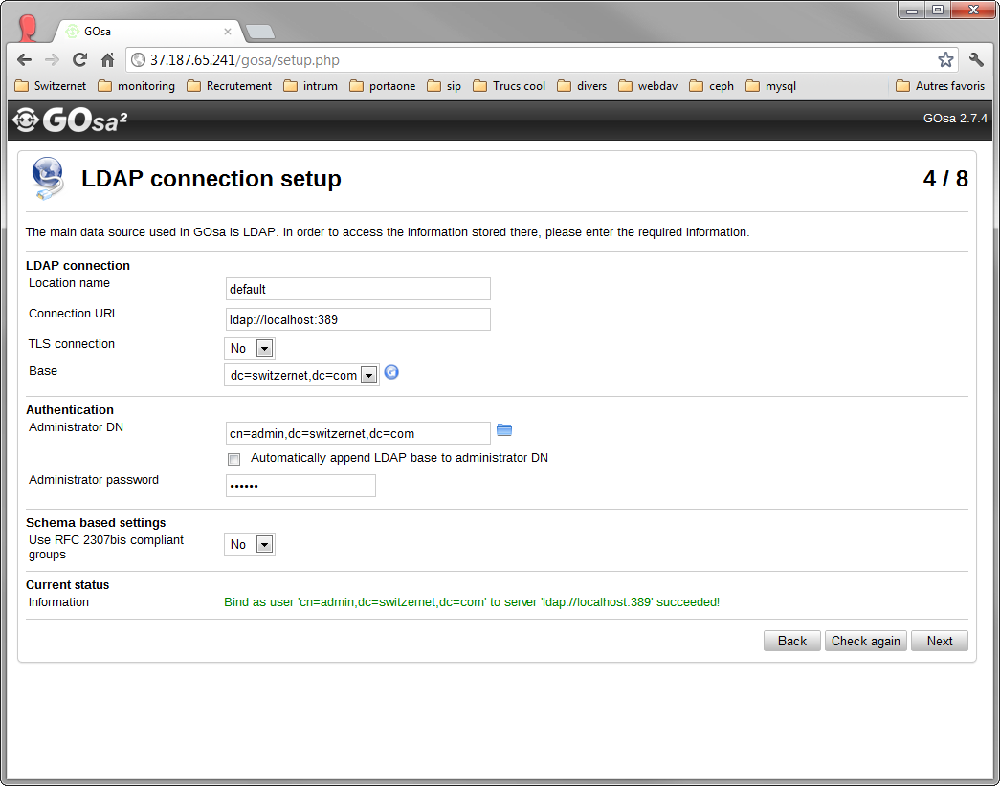 GOsa
37.187.65.241/gosa/setup.php
Switzernet monitoring Recrutement intrum portaone sip Trucs cool divers webdav ceph mysql Autres favoris
GOsa² GOsa 2.7.4
LDAP connection setup 4 / 8
The main data source used in GOsa is LDAP. In order to access the information stored there, please enter the required information.
LDAP connection
Location name default
Connection URI ldap://localhost:389
TLS connection No
Base dc=switzernet,dc=com
Authentication
Administrator DN cn=admin,dc=switzernet,dc=com
Automatically append LDAP base to administrator DN
Administrator password ••••••
Schema based settings
Use RFC 2307bis compliant
groups No
Current status
Information Bind as user 'cn=admin,dc=switzernet,dc=com' to server 'ldap://localhost:389' succeeded!
Back Check again Next